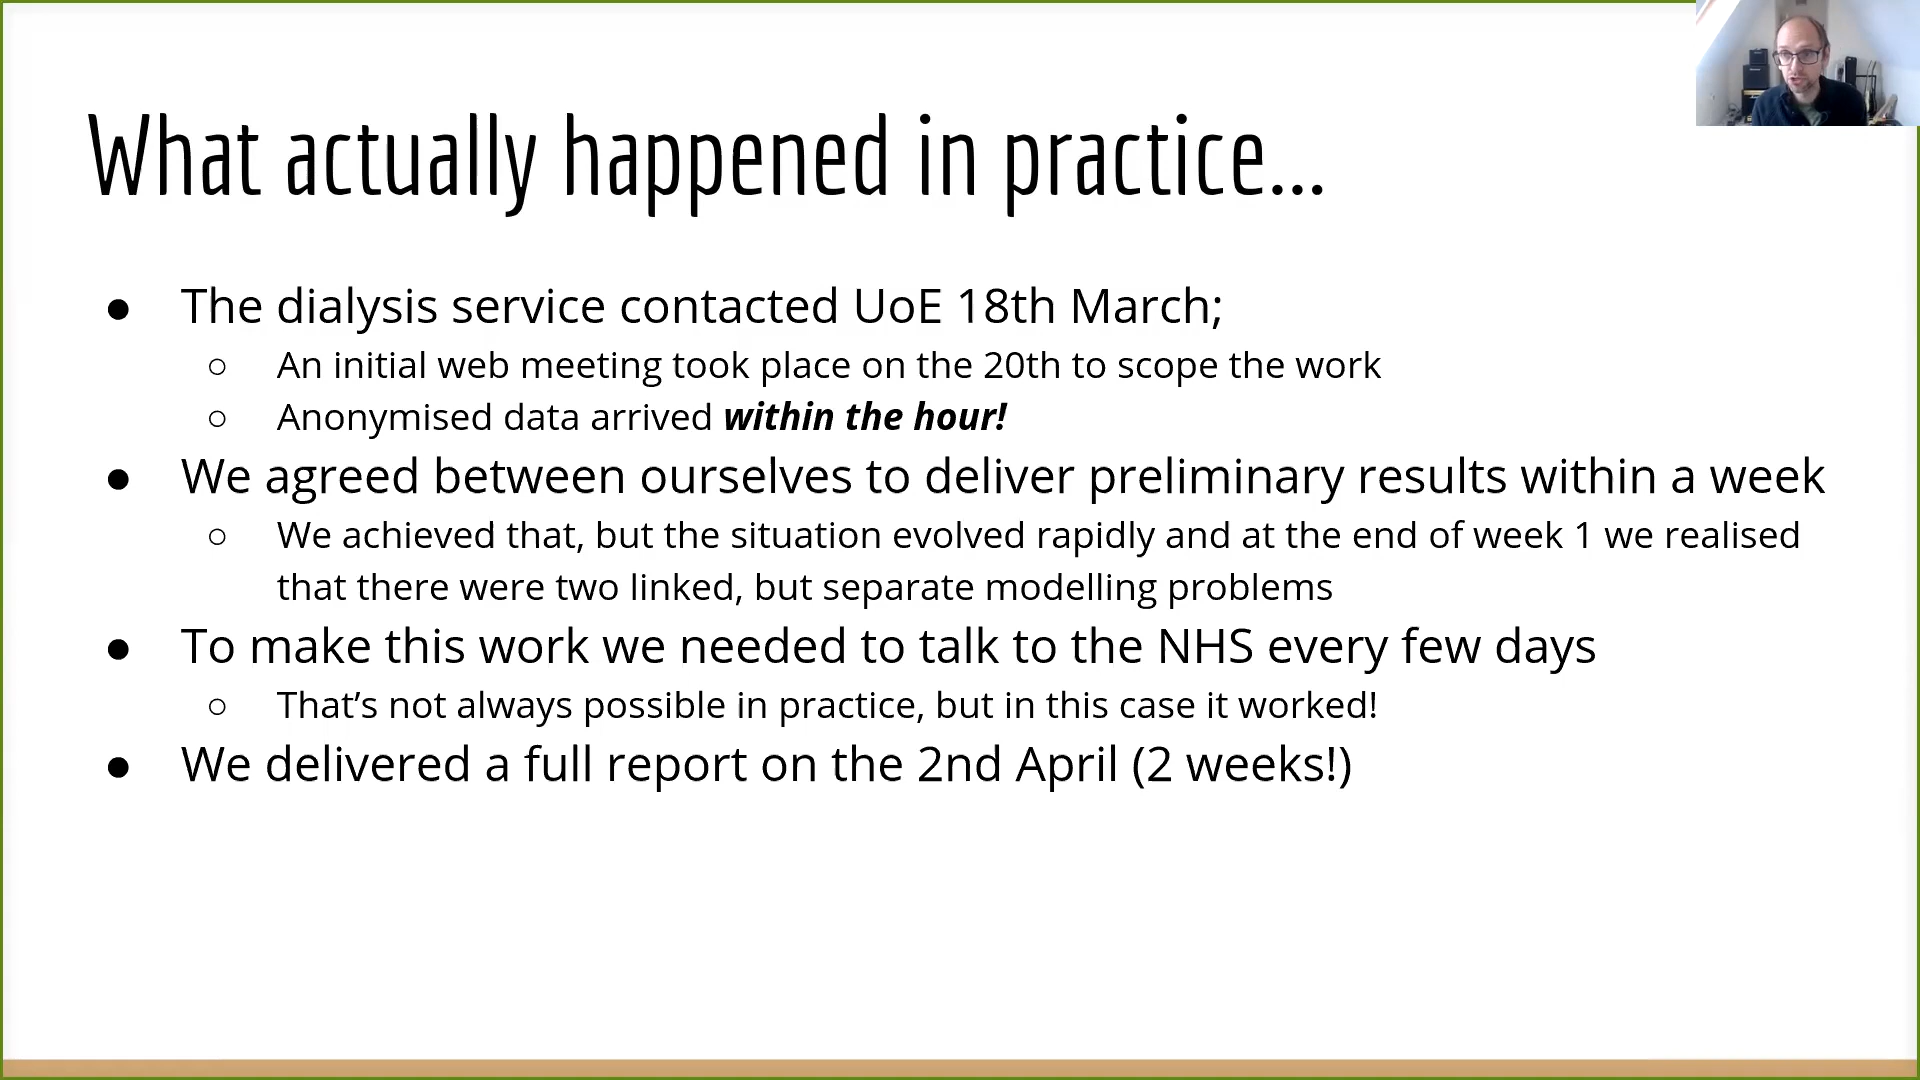 What actually happened in practice...
● The dialysis service contacted UoE 18th March;
○ An initial web meeting took place on the 20th to scope the work
○ Anonymised data arrived within the hour!
● We agreed between ourselves to deliver preliminary results within a week
○ We achieved that, but the situation evolved rapidly and at the end of week 1 we realised
that there were two linked, but separate modelling problems
● To make this work we needed to talk to the NHS every few days
○ That’s not always possible in practice, but in this case it worked!
● We delivered a full report on the 2nd April (2 weeks!)